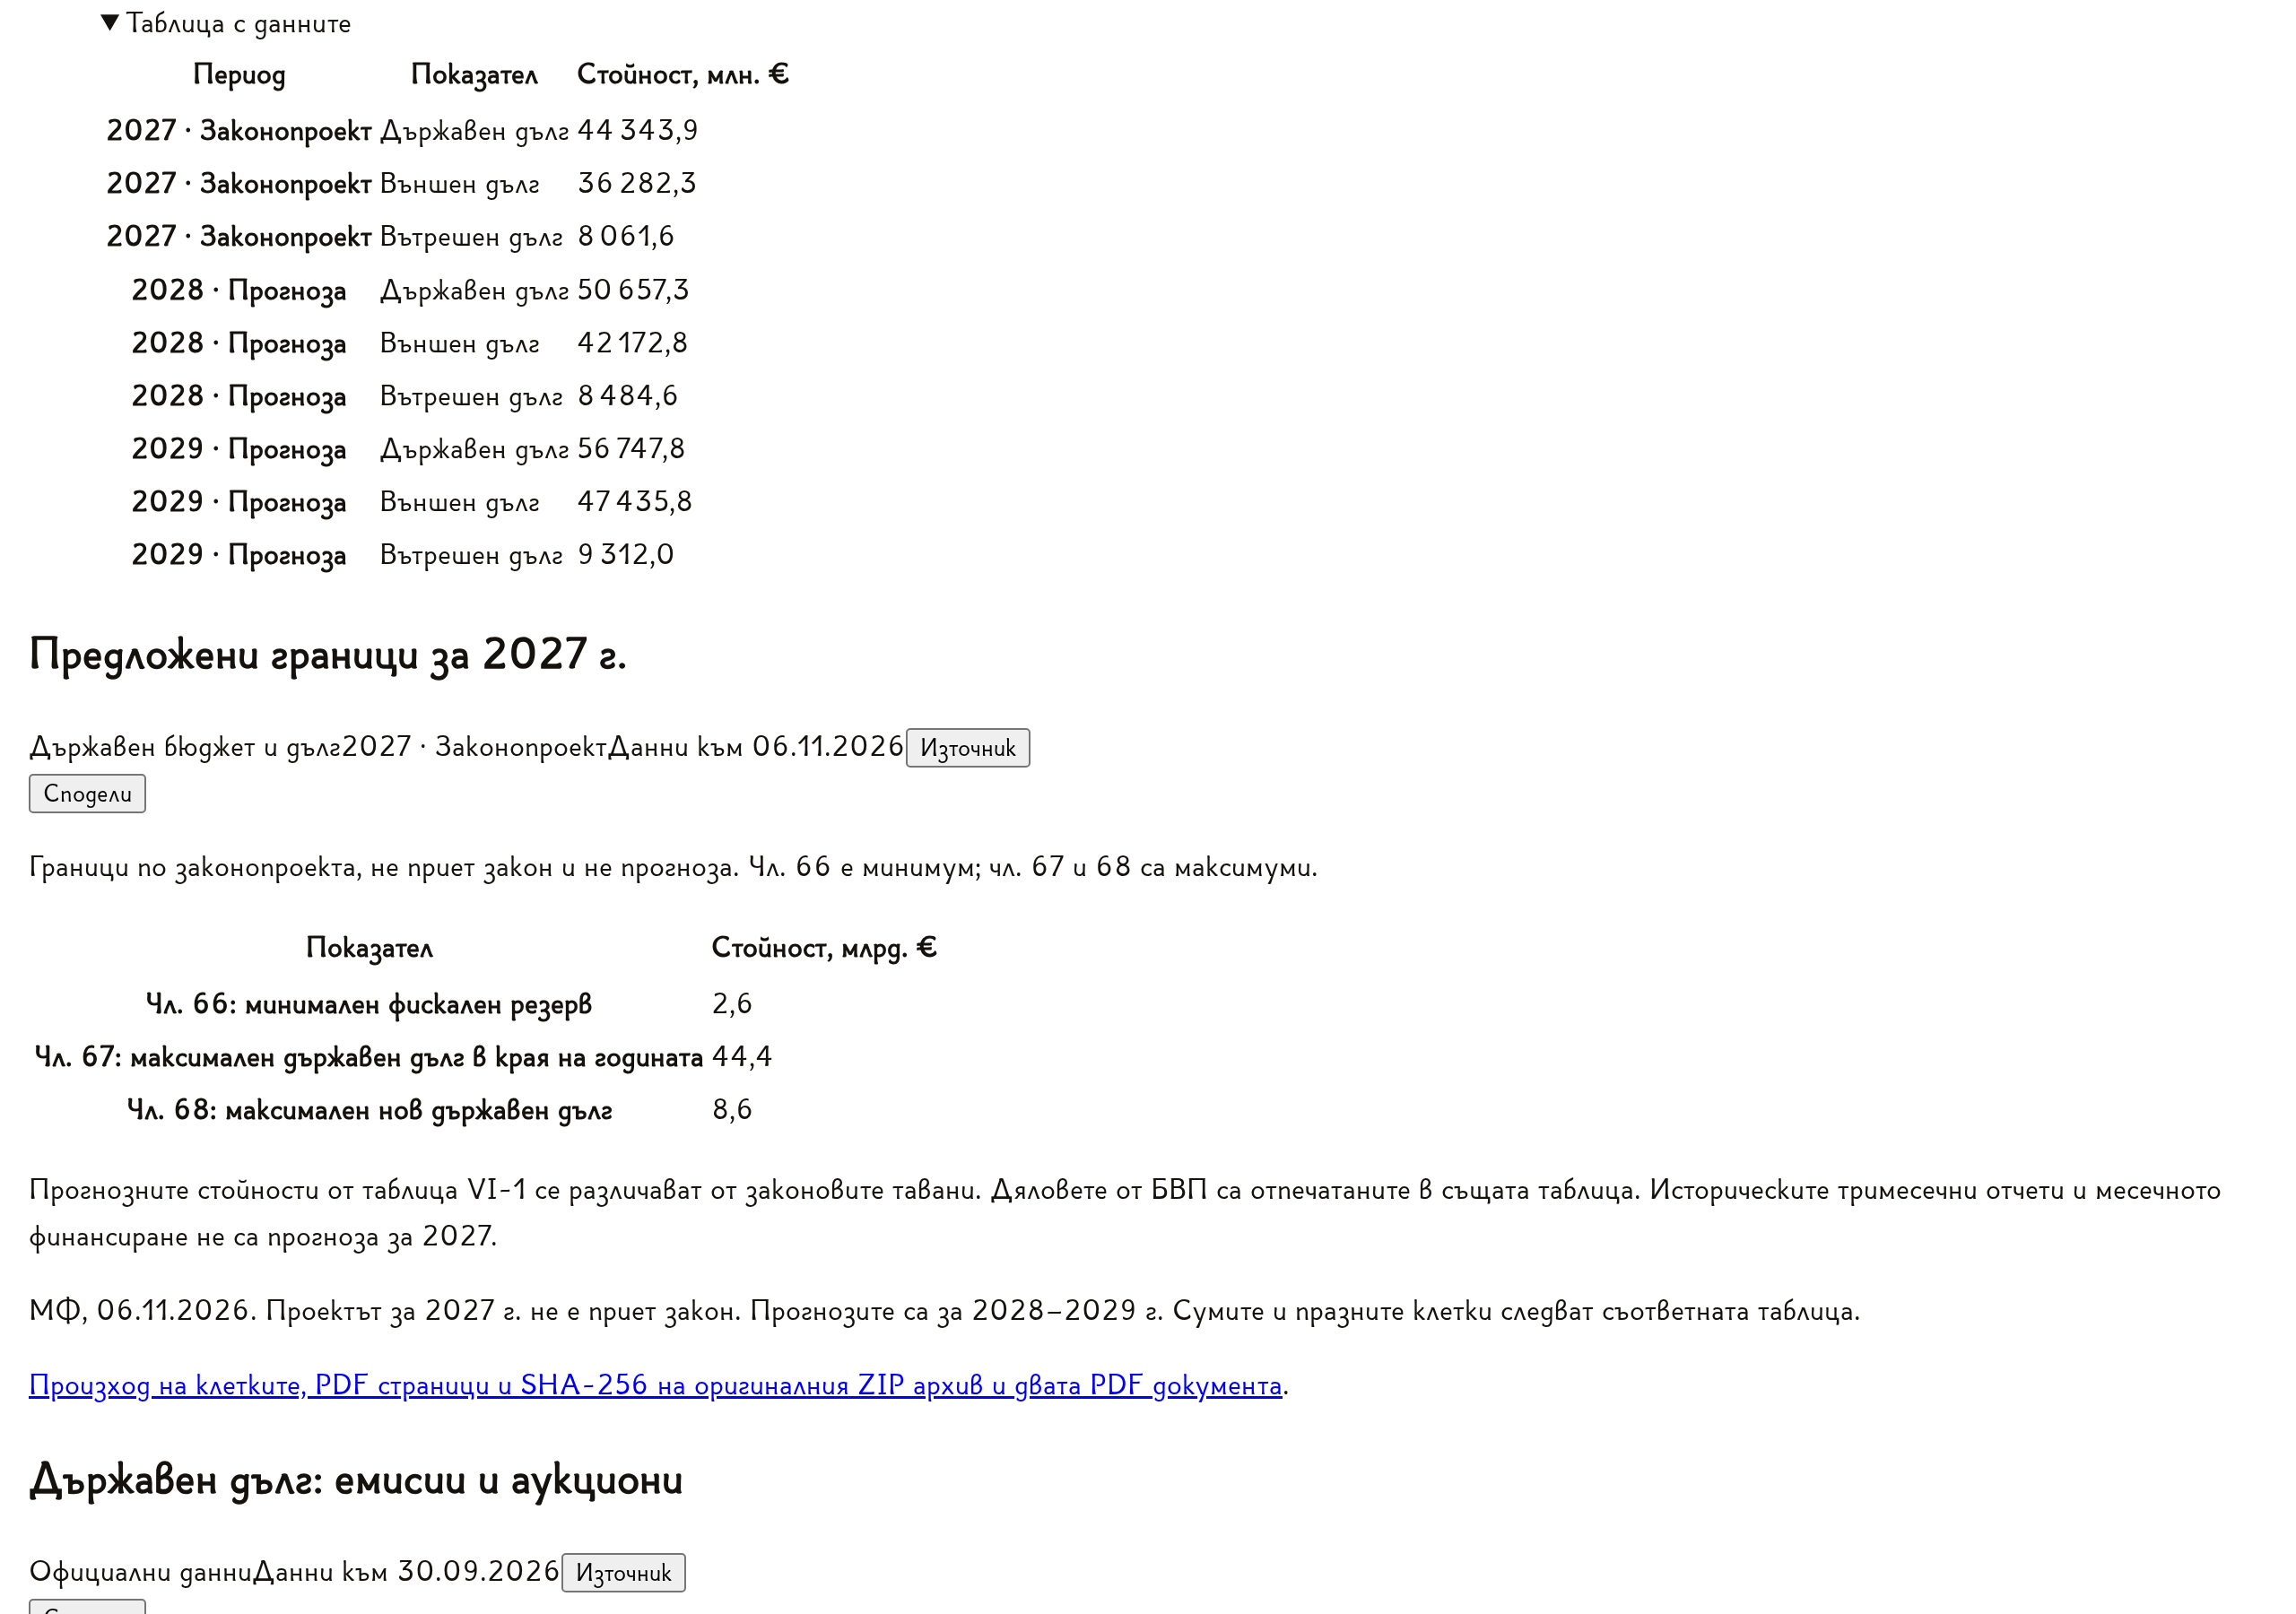 ▼ Таблица с данните
Период Показател Стойност, млн. €
2027 · Законопроект Държавен дълг 44 343,9
2027 · Законопроект Външен дълг 36 282,3
2027 · Законопроект Вътрешен дълг 8 061,6
2028 · Прогноза Държавен дълг 50 657,3
2028 · Прогноза Външен дълг 42 172,8
2028 · Прогноза Вътрешен дълг 8 484,6
2029 · Прогноза Държавен дълг 56 747,8
2029 · Прогноза Външен дълг 47 435,8
2029 · Прогноза Вътрешен дълг 9 312,0
Предложени граници за 2027 г.
Държавен бюджет и дълг2027 · ЗаконопроектДанни към 06.11.2026 Източник
Сподели
Граници по законопроекта, не приет закон и не прогноза. Чл. 66 е минимум; чл. 67 и 68 са максимуми.
Показател Стойност, млрд. €
Чл. 66: минимален фискален резерв 2,6
Чл. 67: максимален държавен дълг в края на годината 44,4
Чл. 68: максимален нов държавен дълг 8,6
Прогнозните стойности от таблица VI-1 се различават от законовите тавани. Дяловете от БВП са отпечатаните в същата таблица. Историческите тримесечни отчети и месечното
финансиране не са прогноза за 2027.
МФ, 06.11.2026. Проектът за 2027 г. не е приет закон. Прогнозите са за 2028–2029 г. Сумите и празните клетки следват съответната таблица.
Произход на клетките, PDF страници и SHA-256 на оригиналния ZIP архив и двата PDF документа.
Държавен дълг: емисии и аукциони
Официални данниДанни към 30.09.2026 Източник